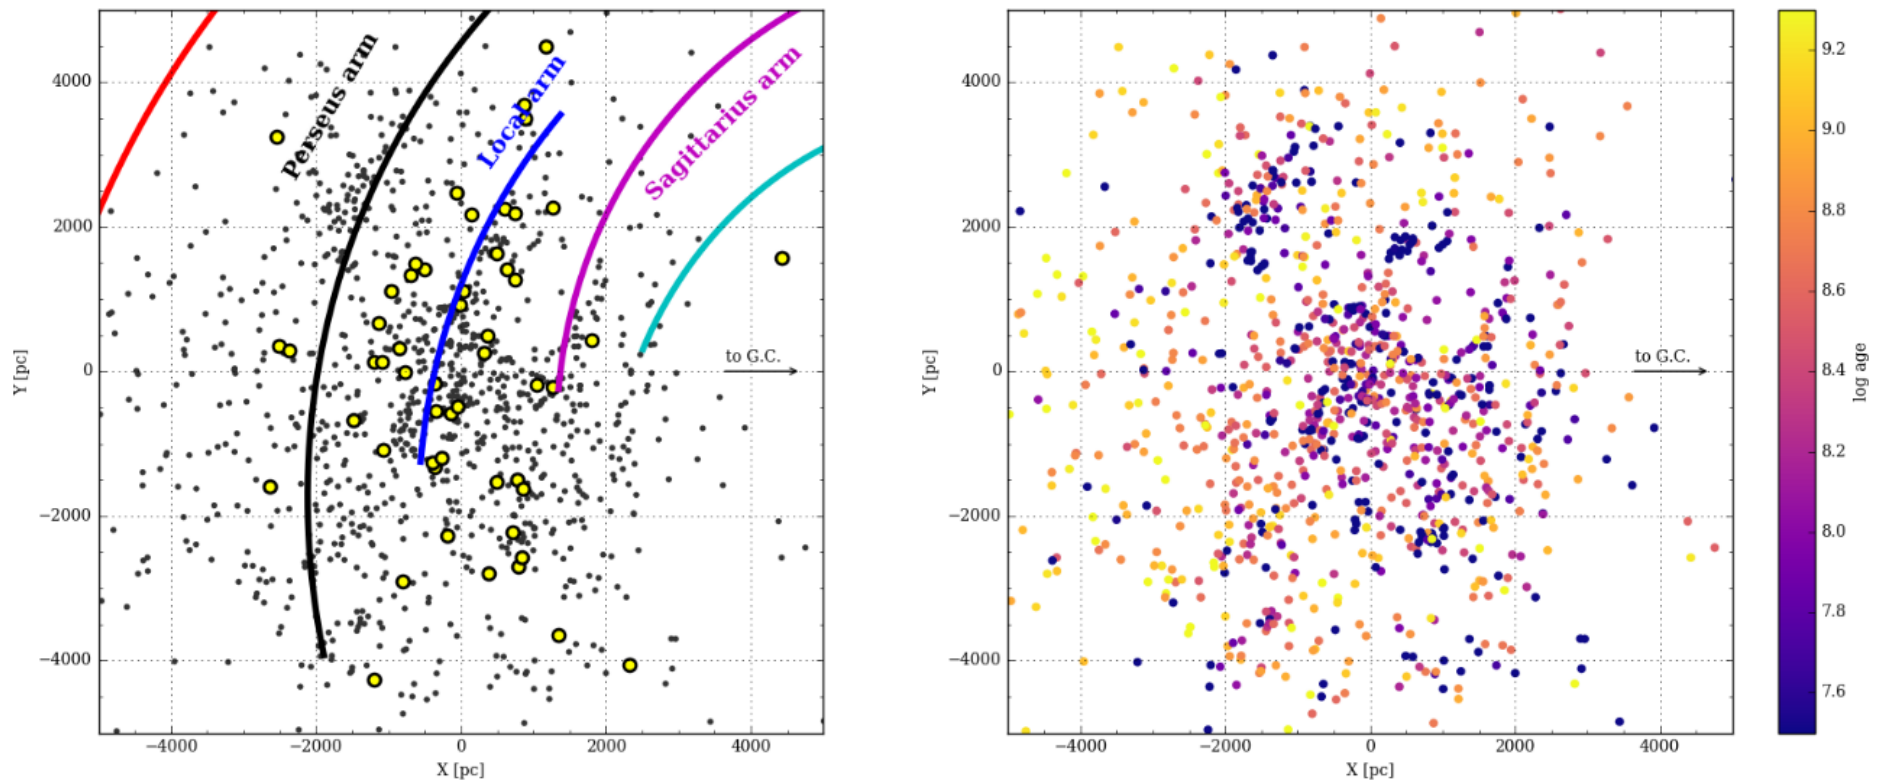 Perseus arm
Local arm
Sagittarius arm
to G.C.
4000
2000
0
−2000
−4000
Y [pc]
−4000
−2000
0
2000
4000
X [pc]
to G.C.
4000
2000
0
−2000
−4000
Y [pc]
−4000
−2000
0
2000
4000
X [pc]
9.2
9.0
8.8
8.6
8.4
8.2
8.0
7.8
7.6
log age